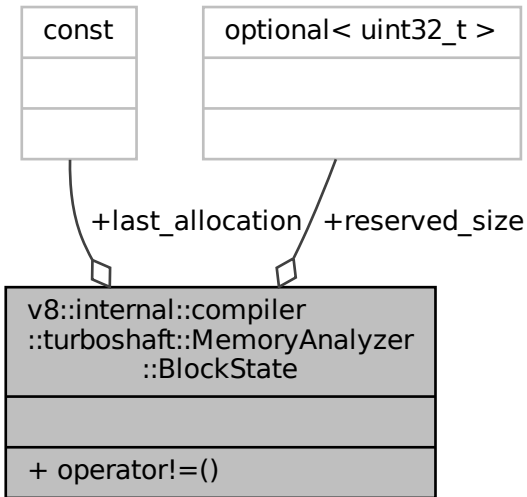 const
optional< uint32_t >
+last_allocation
+reserved_size
v8::internal::compiler
::turboshaft::MemoryAnalyzer
::BlockState
+ operator!=()